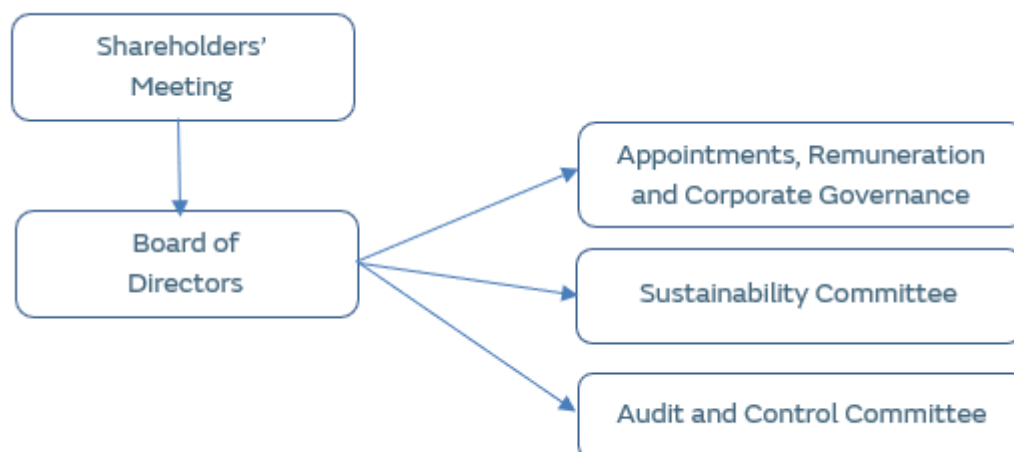 Shareholders'
Meeting
Appointments, Remuneration
and Corporate Governance
Board of
Directors
Sustainability Committee
Audit and Control Committee